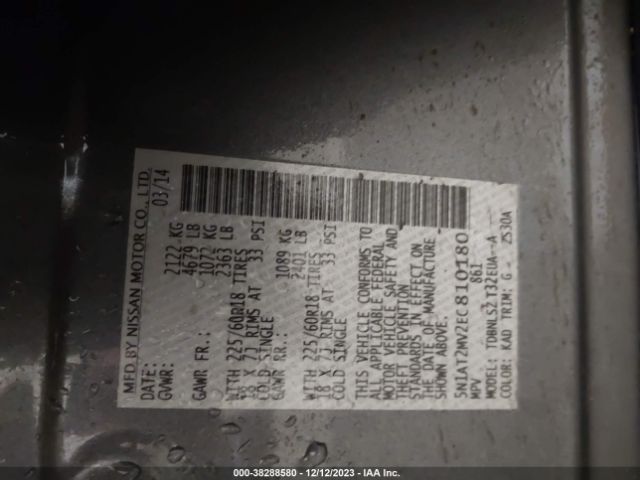 MFD BY NISSAN MOTOR CO., LTD.
DATE: 03/14
GVWR: 2122 KG
4679 LB
GAWR FR.: 1072 KG
2363 LB
WITH 225/60R18 TIRES
18 X 7J RIMS AT 33 PSI
COLD SINGLE
GAWR RR.: 1089 KG
2401 LB
WITH 225/60R18 TIRES
18 X 7J RIMS AT 33 PSI
COLD SINGLE
THIS VEHICLE CONFORMS TO
ALL APPLICABLE FEDERAL
MOTOR VEHICLE SAFETY AND
THEFT PREVENTION
STANDARDS IN EFFECT ON
THE DATE OF MANUFACTURE
SHOWN ABOVE.
5N1AT2MV2EC810180
MPV 861
MODEL: TDBNLS2T32EUA--A
COLOR: KAD TRIM: G 2S30A
000-38288580 - 12/12/2023 - IAA Inc.